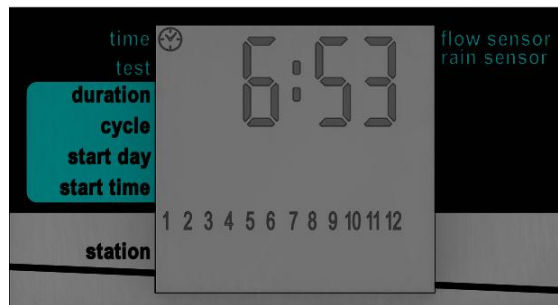 time
6:53
flow sensor
rain sensor
test
duration
cycle
start day
start time
1 2 3 4 5 6 7 8 9 10 11 12
station